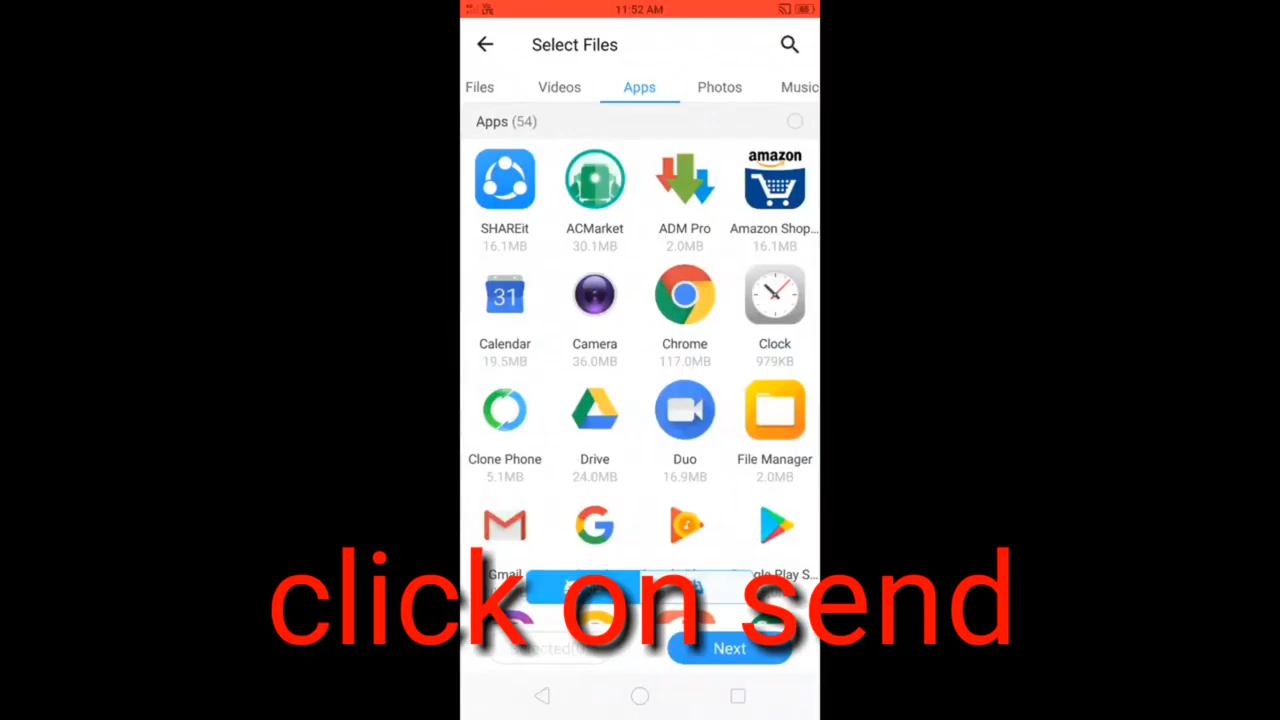 11:52 AM
Select Files
Files Videos Apps Photos Music
Apps (54)
amazon
SHAREit ACMarket ADM Pro Amazon Shop...
16.1MB 30.1MB 2.0MB 16.1MB
31
Calendar Camera Chrome Clock
19.5MB 36.0MB 117.0MB 979KB
Clone Phone Drive Duo File Manager
5.1MB 24.0MB 16.9MB 2.0MB
Gmail Play S...
click on send
Next